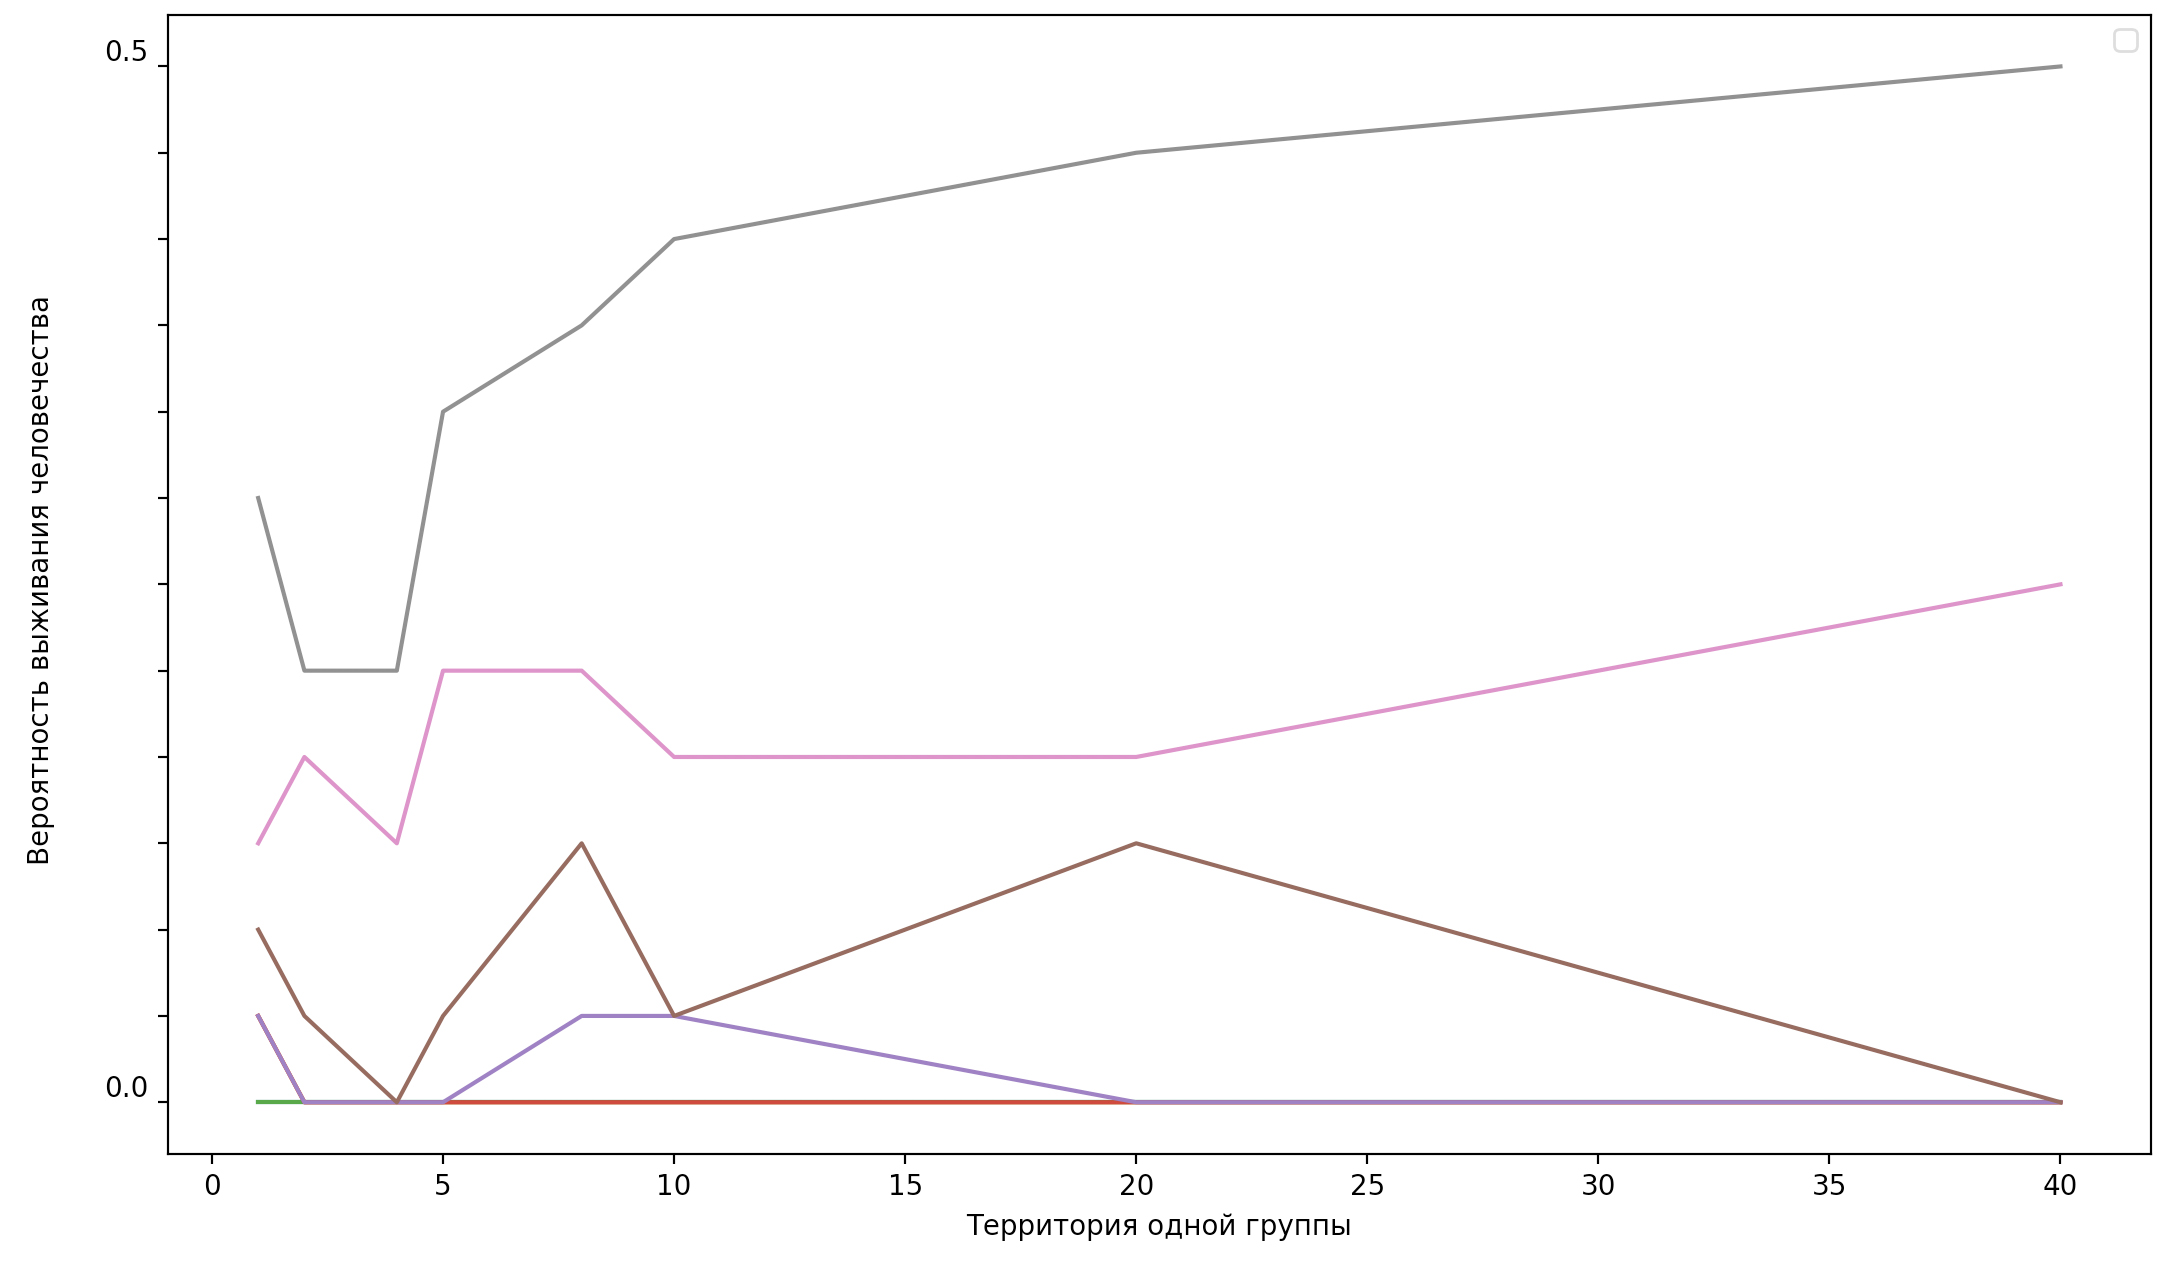 0.5
Вероятность выживания человечества
0.0
0 5 10 15 20 25 30 35 40
Территория одной группы